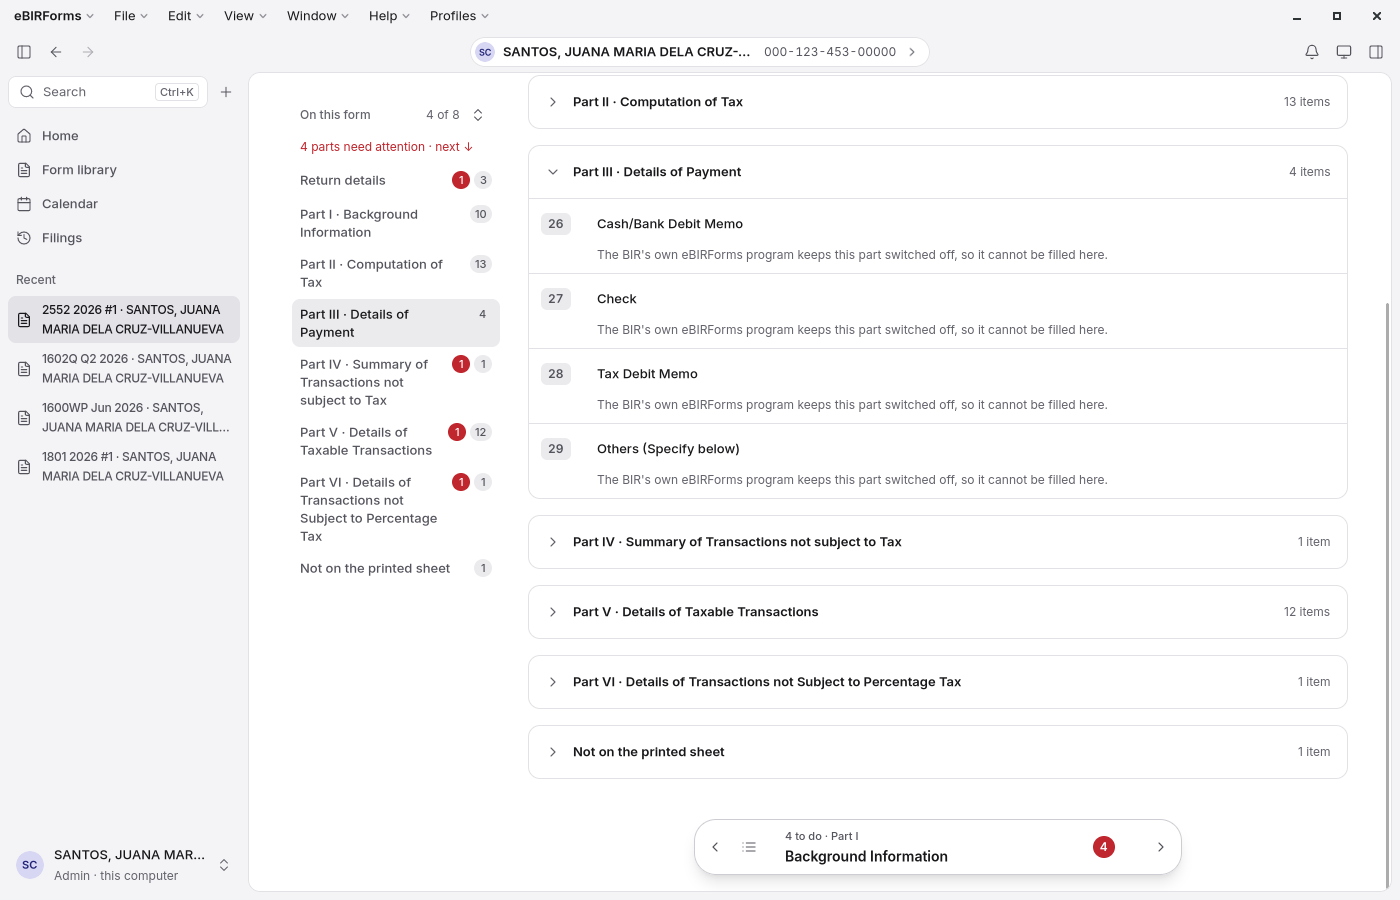 eBIRForms File Edit View Window Help Profiles
SC SANTOS, JUANA MARIA DELA CRUZ-... 000-123-453-00000
Search Ctrl+K
Home
Form library
Calendar
Filings
Recent
2552 2026 #1 · SANTOS, JUANA
MARIA DELA CRUZ-VILLANUEVA
1602Q Q2 2026 · SANTOS, JUANA
MARIA DELA CRUZ-VILLANUEVA
1600WP Jun 2026 · SANTOS,
JUANA MARIA DELA CRUZ-VILL...
1801 2026 #1 · SANTOS, JUANA
MARIA DELA CRUZ-VILLANUEVA
SC SANTOS, JUANA MAR...
Admin · this computer
On this form 4 of 8
4 parts need attention · next ↓
Return details 1 3
Part I · Background
Information
10
Part II · Computation of
Tax
13
Part III · Details of
Payment
4
Part IV · Summary of
Transactions not
subject to Tax
1 1
Part V · Details of
Taxable Transactions
1 12
Part VI · Details of
Transactions not
Subject to Percentage
Tax
1 1
Not on the printed sheet 1
Part II · Computation of Tax 13 items
Part III · Details of Payment 4 items
26 Cash/Bank Debit Memo
The BIR's own eBIRForms program keeps this part switched off, so it cannot be filled here.
27 Check
The BIR's own eBIRForms program keeps this part switched off, so it cannot be filled here.
28 Tax Debit Memo
The BIR's own eBIRForms program keeps this part switched off, so it cannot be filled here.
29 Others (Specify below)
The BIR's own eBIRForms program keeps this part switched off, so it cannot be filled here.
Part IV · Summary of Transactions not subject to Tax 1 item
Part V · Details of Taxable Transactions 12 items
Part VI · Details of Transactions not Subject to Percentage Tax 1 item
Not on the printed sheet 1 item
4 to do · Part I
Background Information 4